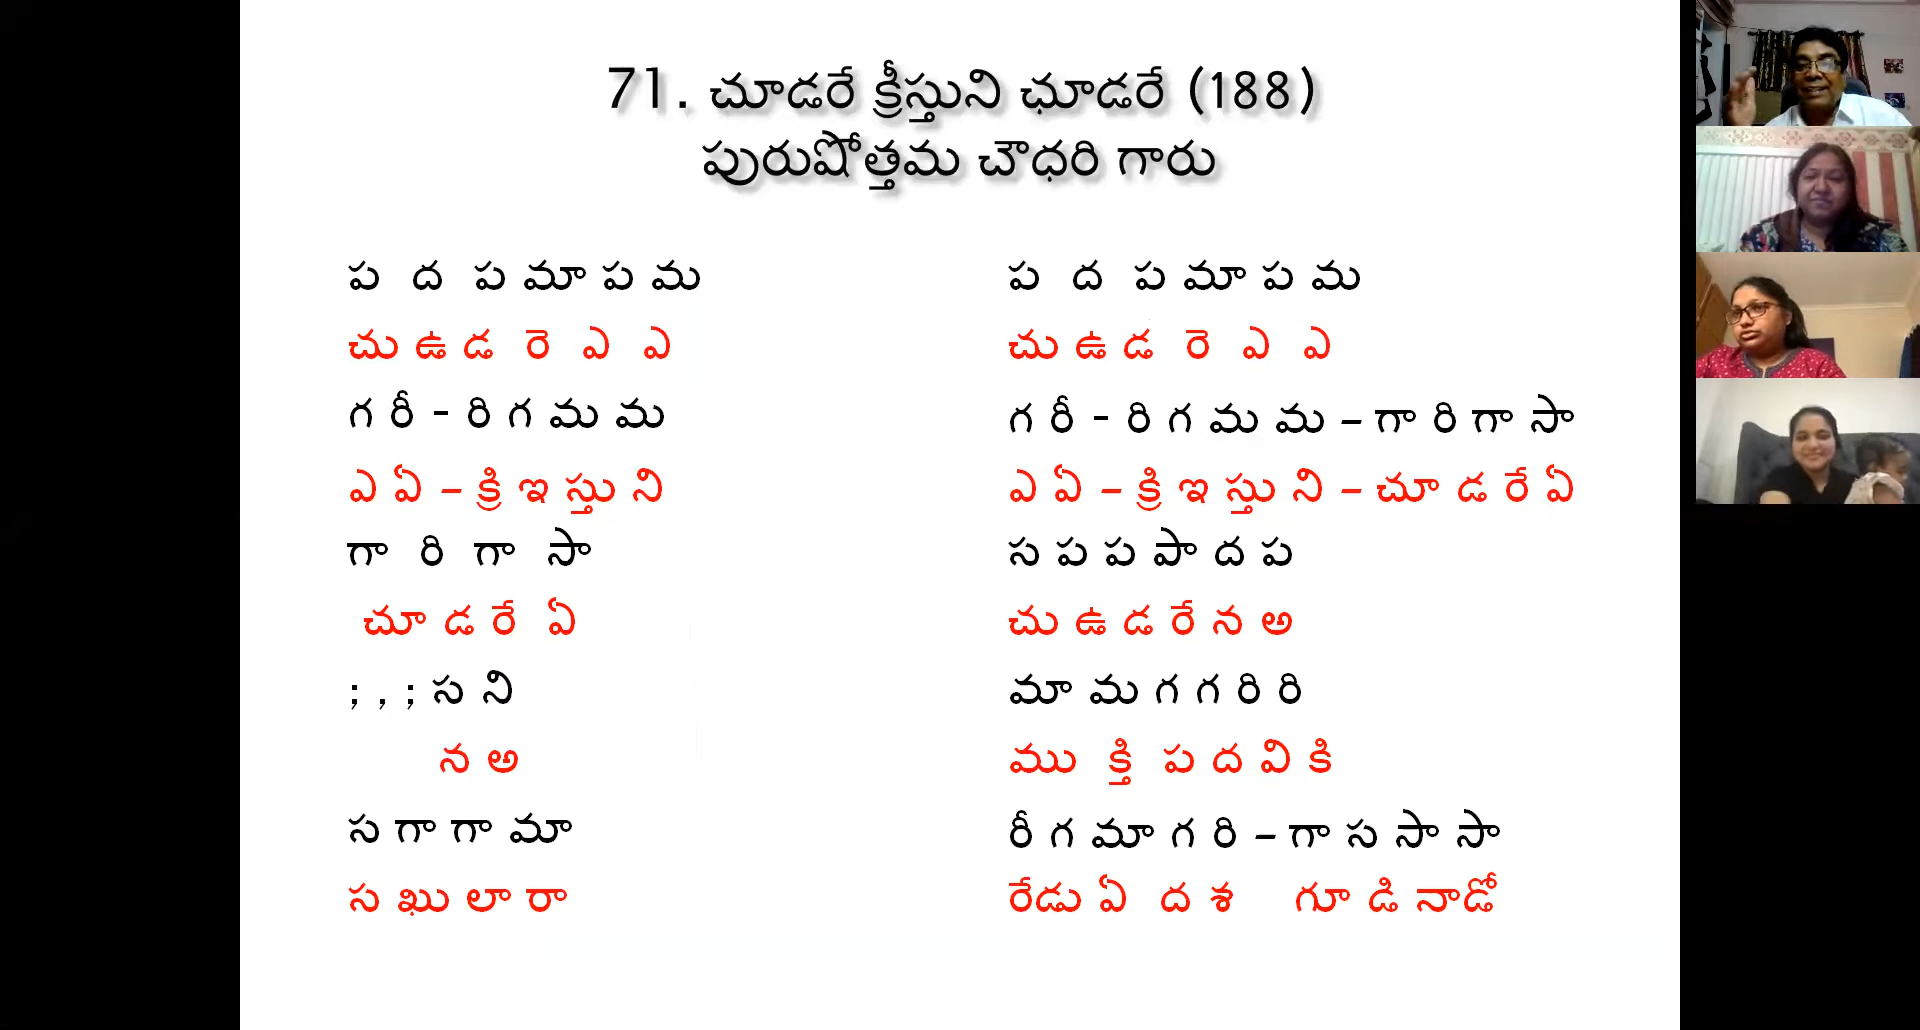 71. చూడరే క్రీస్తుని ఛూడరే (188)
పురుషోత్తమ చౌధరి గారు
ప ద ప మా ప మ
చు ఉ డ రె ఎ ఎ
గ రీ - రి గ మ మ
ఎ ఏ – క్రి ఇ స్తు ని
గా రి గా సా
చూ డ రే ఏ
; , ; స ని
న అ
స గా గా మా
స ఖు లా రా
ప ద ప మా ప మ
చు ఉ డ రె ఎ ఎ
గ రీ - రి గ మ మ – గా రి గా సా
ఎ ఏ – క్రి ఇ స్తు ని – చూ డ రే ఏ
స ప ప పా ద ప
చు ఉ డ రే న అ
మా మ గ గ రి రి
ము క్తి ప ద వి కి
రీ గ మా గ రి – గా స సా సా
రేడు ఏ ద శ గూ డి నాడో